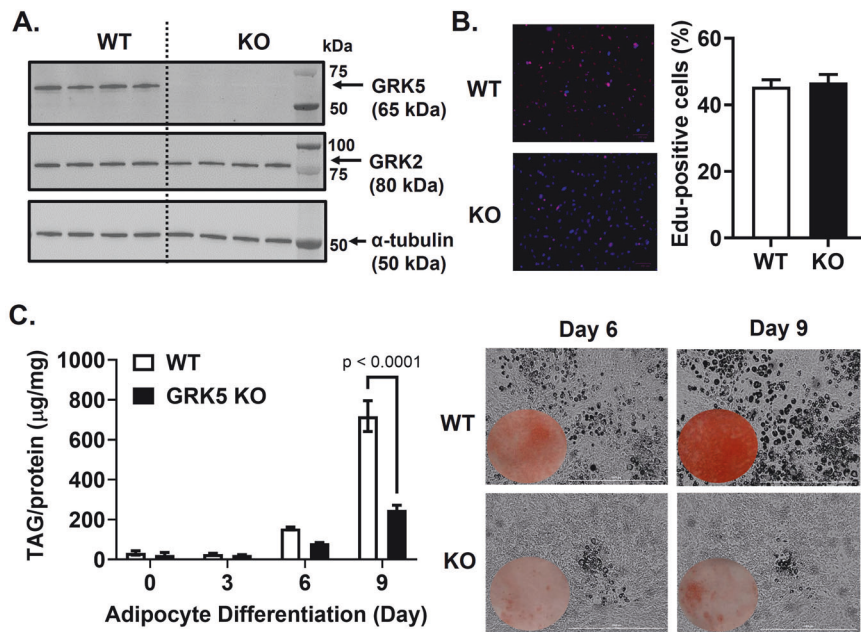 A.
WT KO kDa
75
GRK5
50
(65 kDa)
100
GRK2
75
(80 kDa)
50
α-tubulin
(50 kDa)
B.
WT
KO
Edu-positive cells (%)
60
40
20
0
WT KO
C.
TAG/protein (μg/mg)
1000
800
600
400
200
0
WT
GRK5 KO
p < 0.0001
0 3 6 9
Adipocyte Differentiation (Day)
Day 6 Day 9
WT
KO